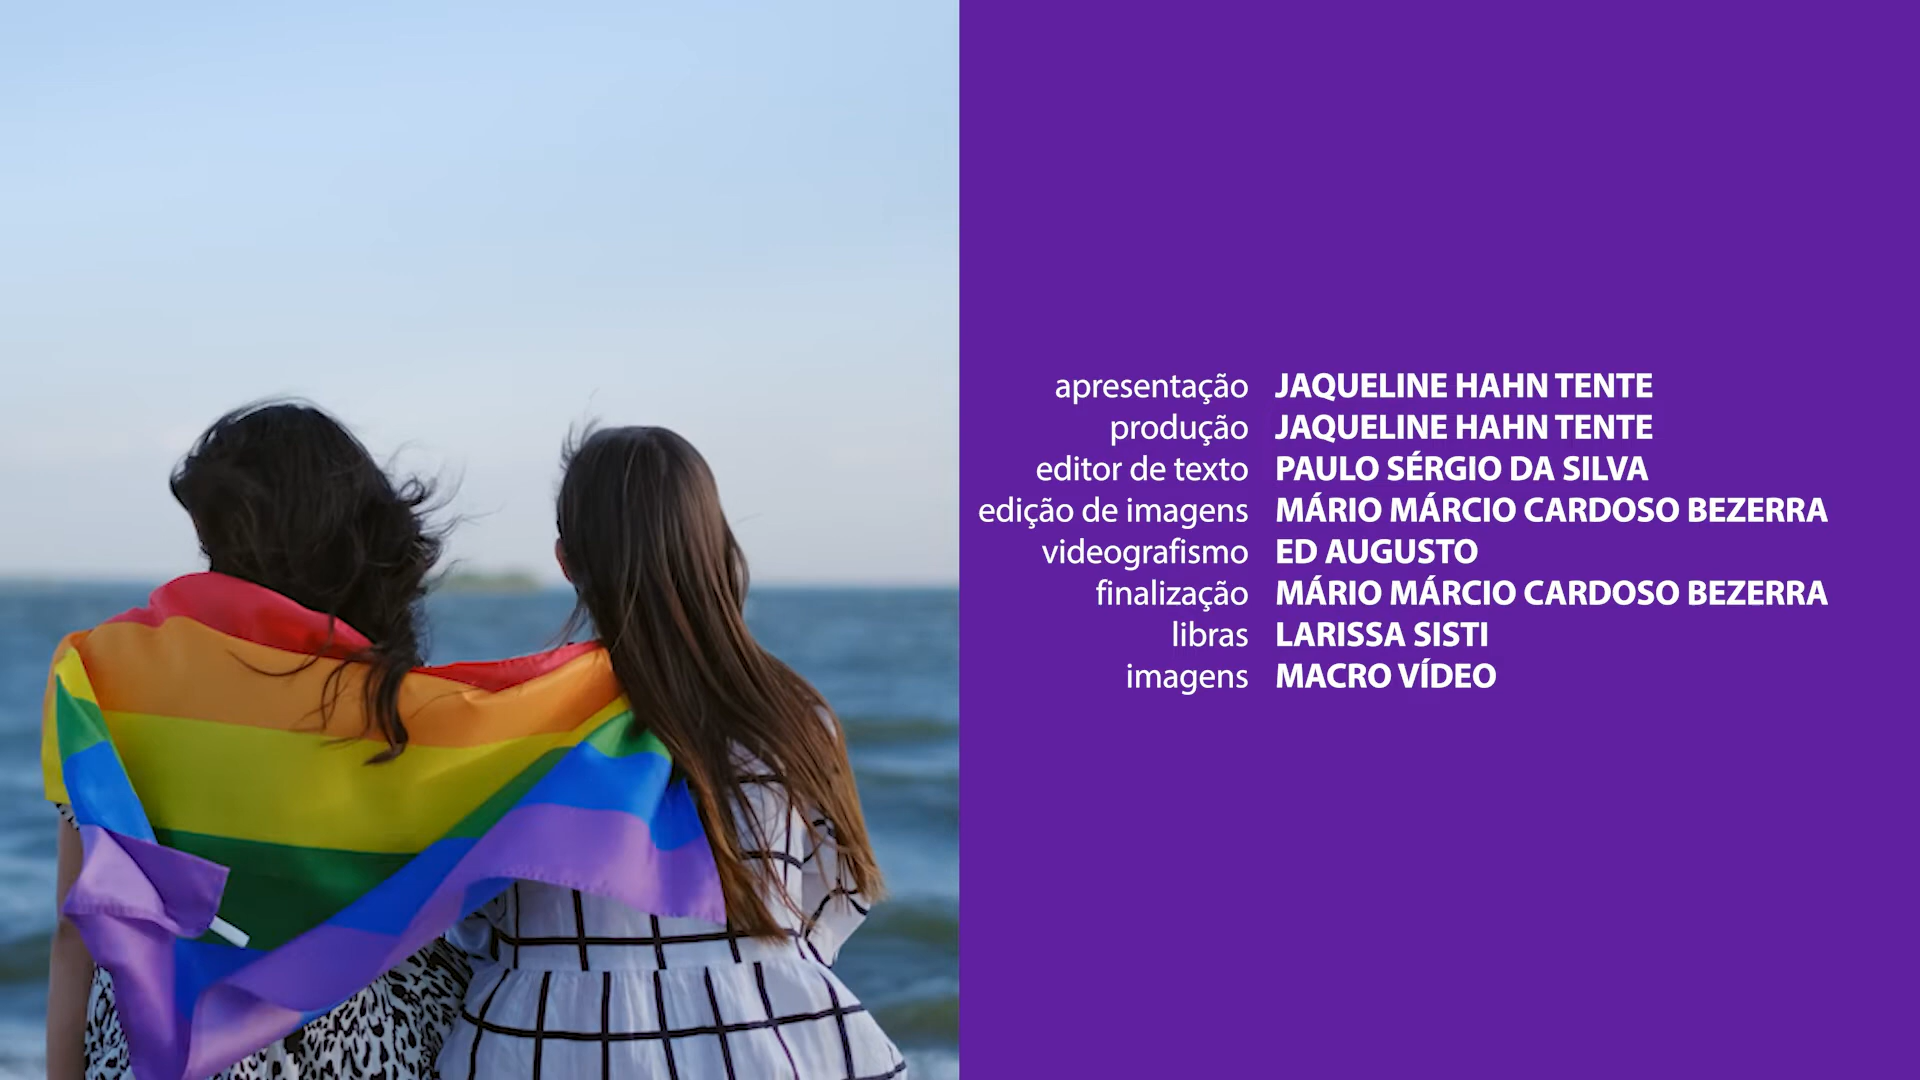 apresentação JAQUELINE HAHN TENTE
produção JAQUELINE HAHN TENTE
editor de texto PAULO SÉRGIO DA SILVA
edição de imagens MÁRIO MÁRCIO CARDOSO BEZERRA
videografismo ED AUGUSTO
finalização MÁRIO MÁRCIO CARDOSO BEZERRA
libras LARISSA SISTI
imagens MACRO VÍDEO